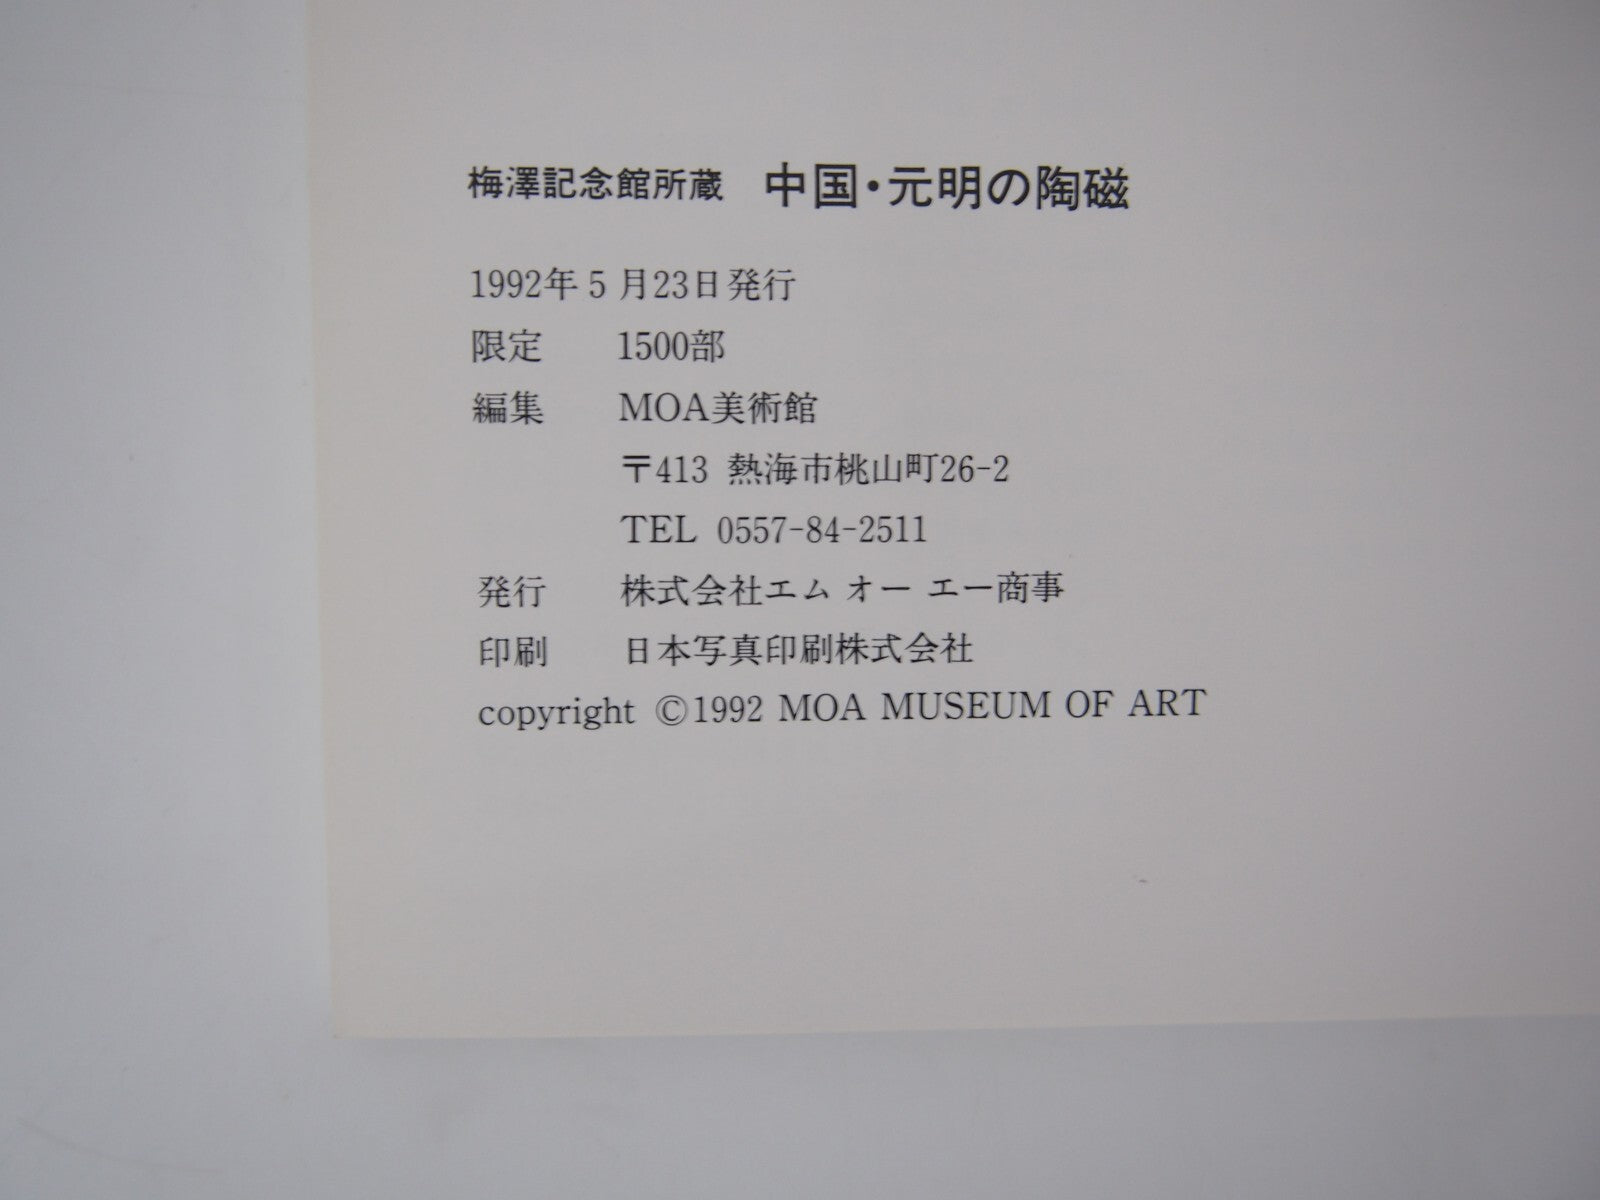 梅澤記念館所蔵　中国・元明の陶磁
1992年5月23日発行
限定　1500部
編集　MOA美術館
〒413 熱海市桃山町26-2
TEL 0557-84-2511
発行　株式会社エム オー エー商事
印刷　日本写真印刷株式会社
copyright ©1992 MOA MUSEUM OF ART